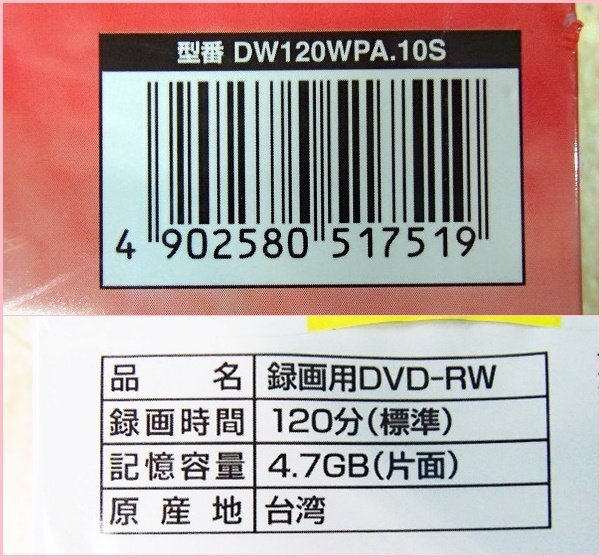 型番 DW120WPA.10S
4 902580 517519
品名 録画用DVD-RW
録画時間 120分(標準)
記憶容量 4.7GB(片面)
原産地 台湾